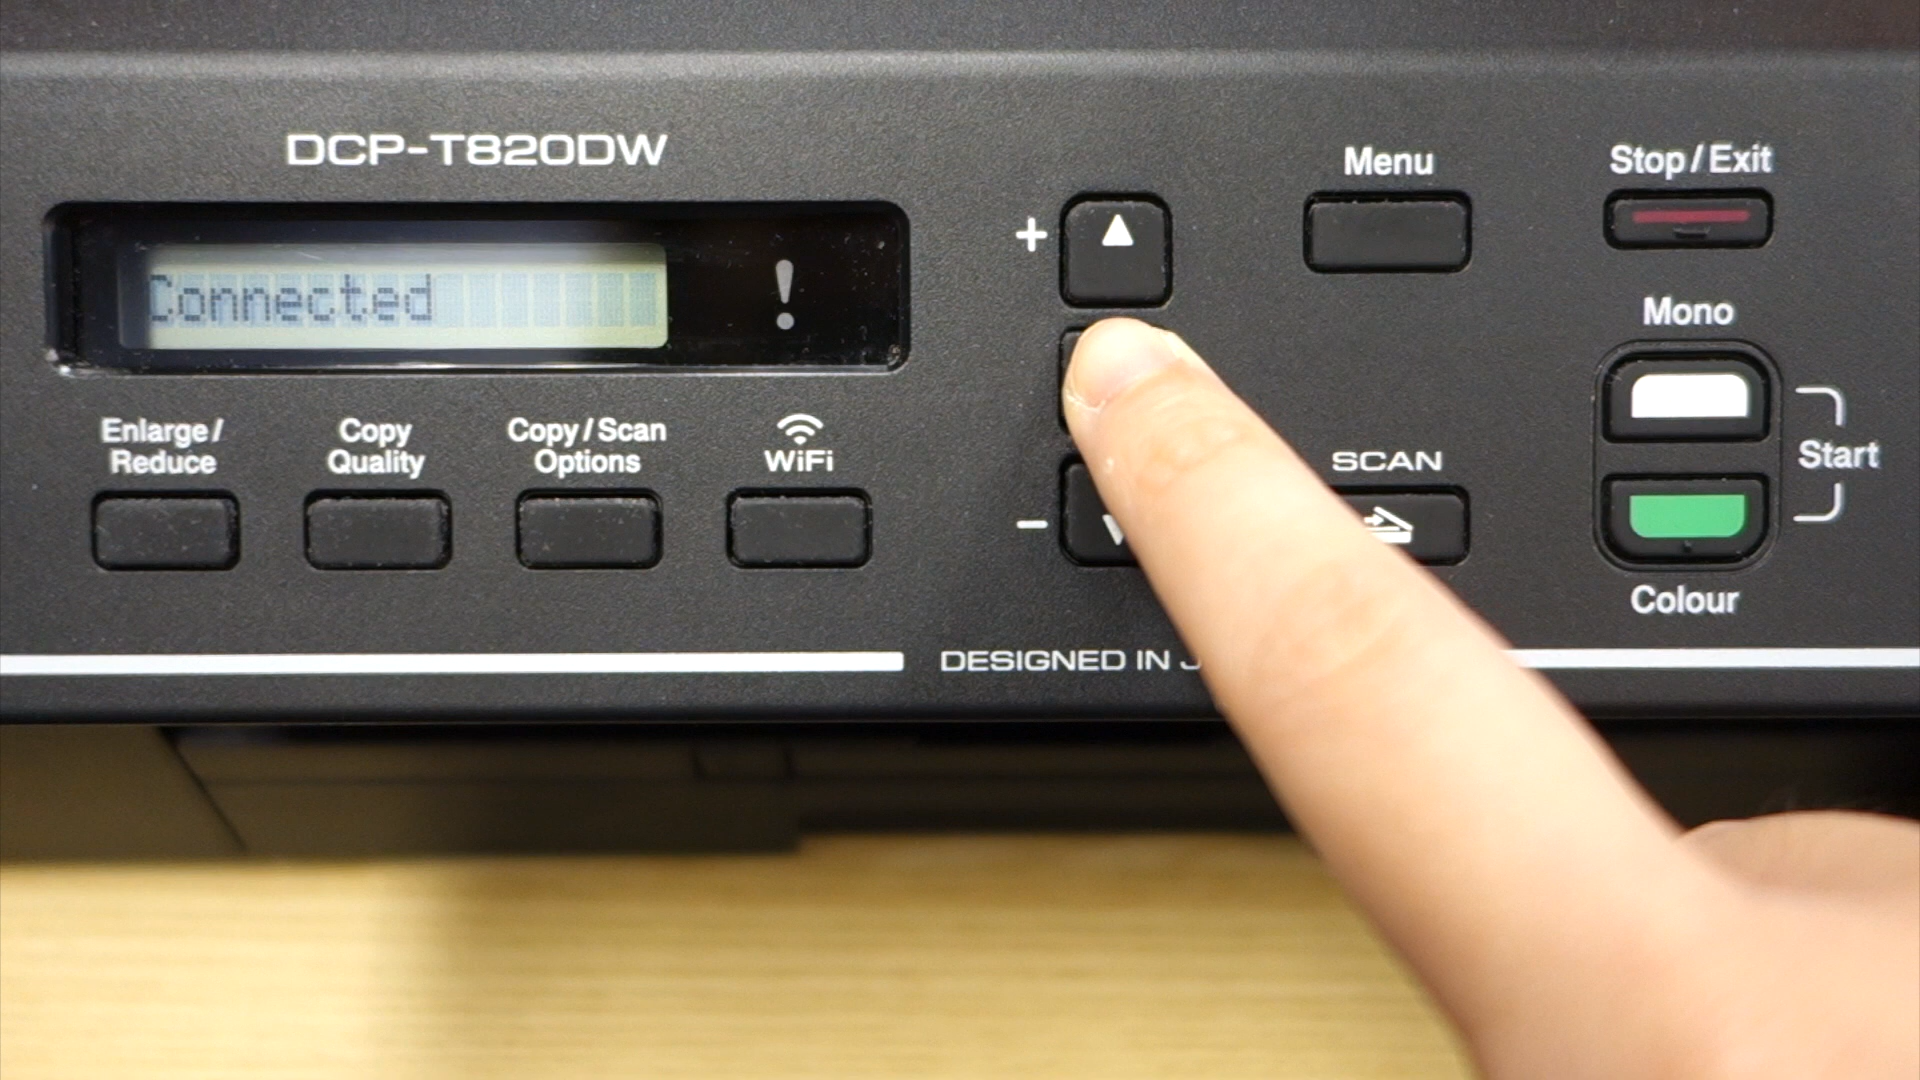 DCP-T820DW
Connected
!
Enlarge/
Reduce
Copy
Quality
Copy/Scan
Options
WiFi
+
−
Menu
SCAN
Stop/Exit
Mono
Start
Colour
DESIGNED IN